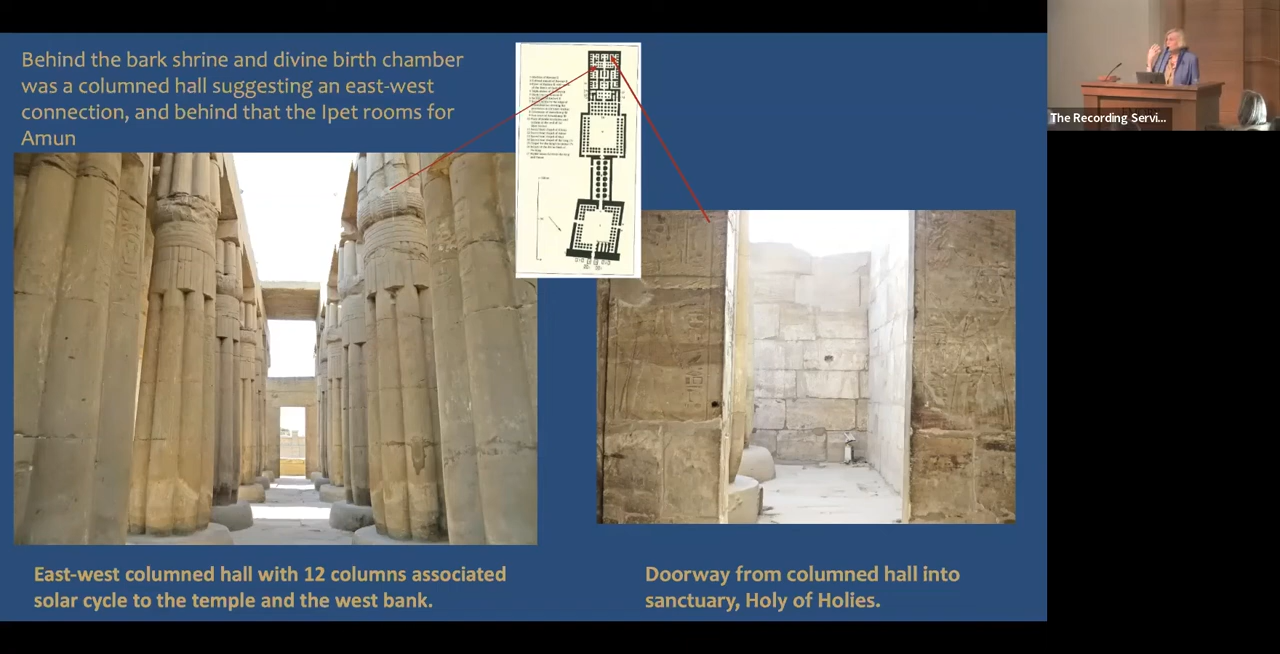 Behind the bark shrine and divine birth chamber
was a columned hall suggesting an east-west
connection, and behind that the Ipet rooms for
Amun
The Recording Servi...
East-west columned hall with 12 columns associated
solar cycle to the temple and the west bank.
Doorway from columned hall into
sanctuary, Holy of Holies.